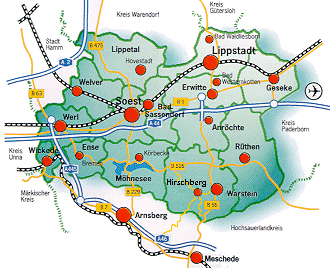 Kreis Warendorf
Kreis
Gütersloh
Bad Waldliesborn
Stadt
Hamm
B 475
Lippetal
Lippstadt
A 2
Hovestadt
Welver
Erwitte
Bad
Westernkotten
Geseke
B 63
Soest
Bad
Sassendorf
B 1
Werl
A 44
Anröchte
Kreis
Paderborn
Kreis
Unna
Wickede
Ense
Bremen
Körbecke
Rüthen
A 445
Möhnesee
B 516
Märkischer
Kreis
B 229
Hirschberg
Warstein
B 55
B 7
Arnsberg
Hochsauerlandkreis
A 46
Meschede